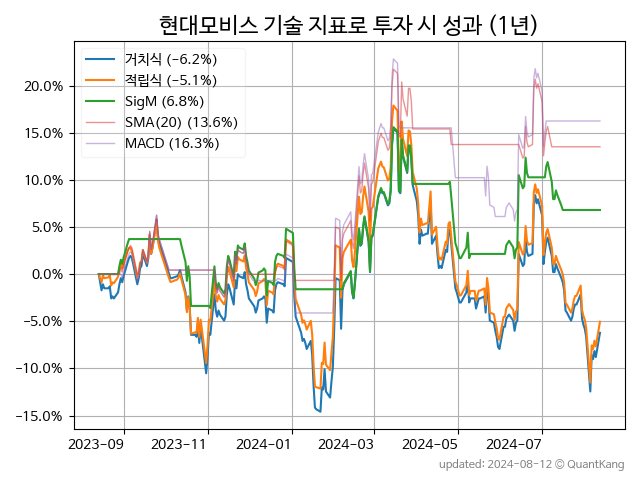 현대모비스 기술 지표로 투자 시 성과 (1년)
거치식 (−6.2%)
적립식 (−5.1%)
SigM (6.8%)
SMA(20) (13.6%)
MACD (16.3%)
20.0%
15.0%
10.0%
5.0%
0.0%
−5.0%
−10.0%
−15.0%
2023-09 2023-11 2024-01 2024-03 2024-05 2024-07
updated: 2024-08-12 © QuantKang